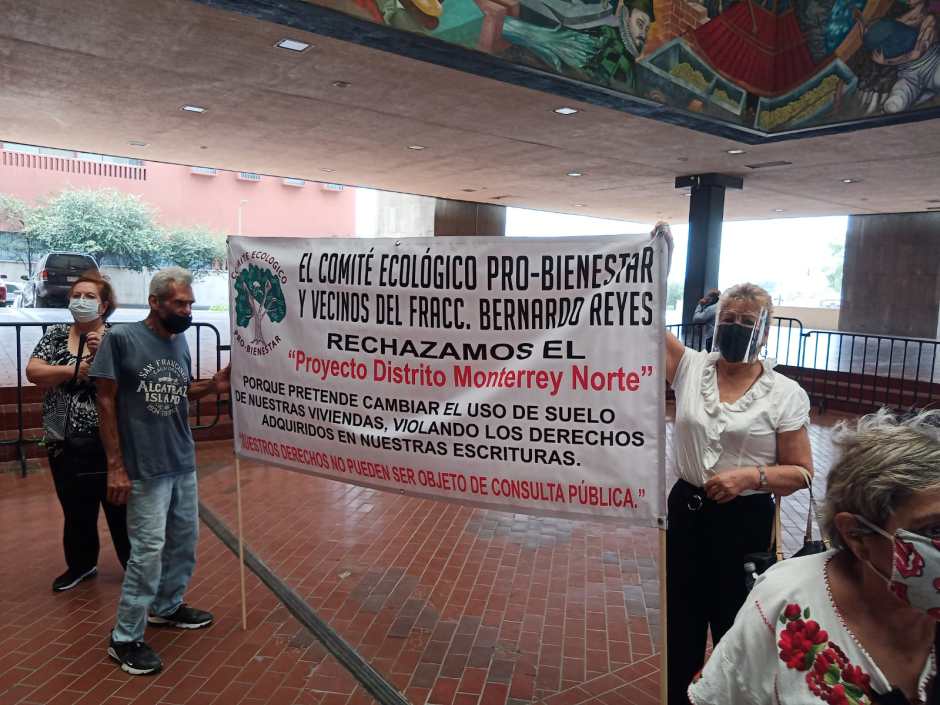 COMITÉ ECOLÓGICO
PRO-BIENESTAR
EL COMITÉ ECOLÓGICO PRO-BIENESTAR
Y VECINOS DEL FRACC. BERNARDO REYES
RECHAZAMOS EL
"Proyecto Distrito Monterrey Norte"
PORQUE PRETENDE CAMBIAR EL USO DE SUELO
DE NUESTRAS VIVIENDAS, VIOLANDO LOS DERECHOS
ADQUIRIDOS EN NUESTRAS ESCRITURAS.
"NUESTROS DERECHOS NO PUEDEN SER OBJETO DE CONSULTA PÚBLICA."
SAN FRANCISCO
ALCATRAZ
ISLAND